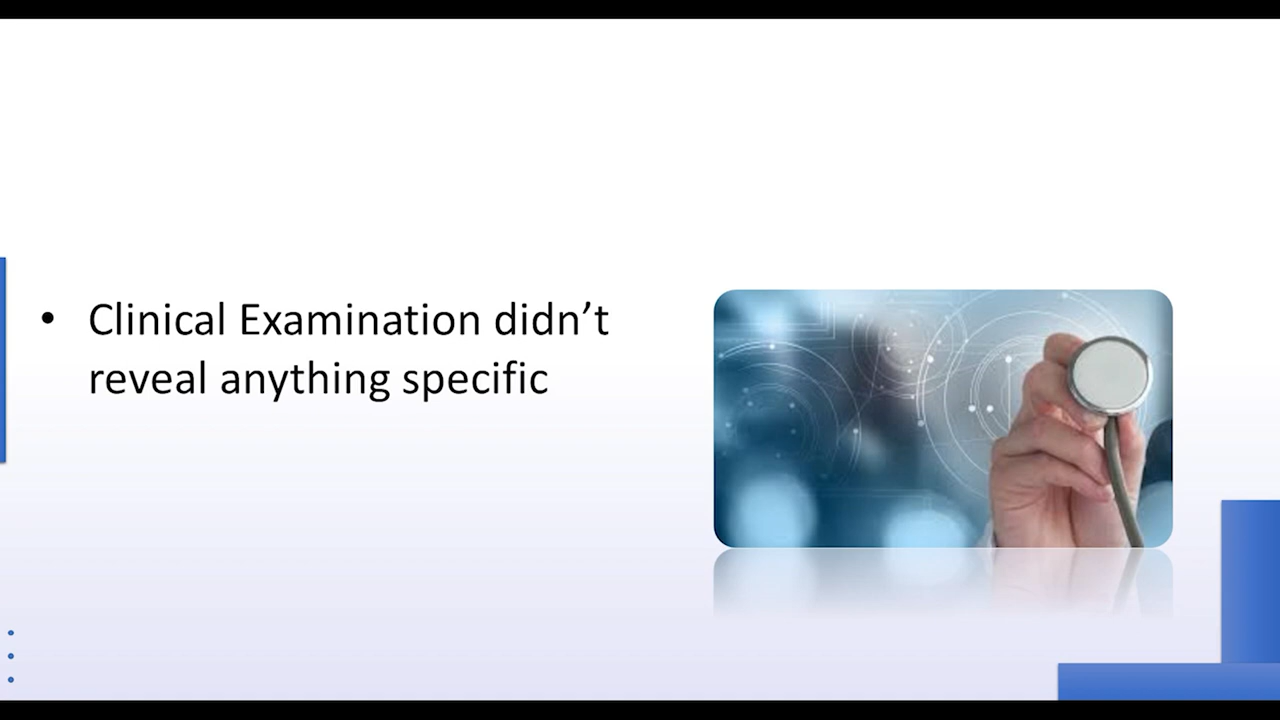 • Clinical Examination didn’t
reveal anything specific